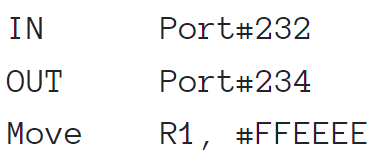 IN Port#232
OUT Port#234
Move R1, #FFEEEE